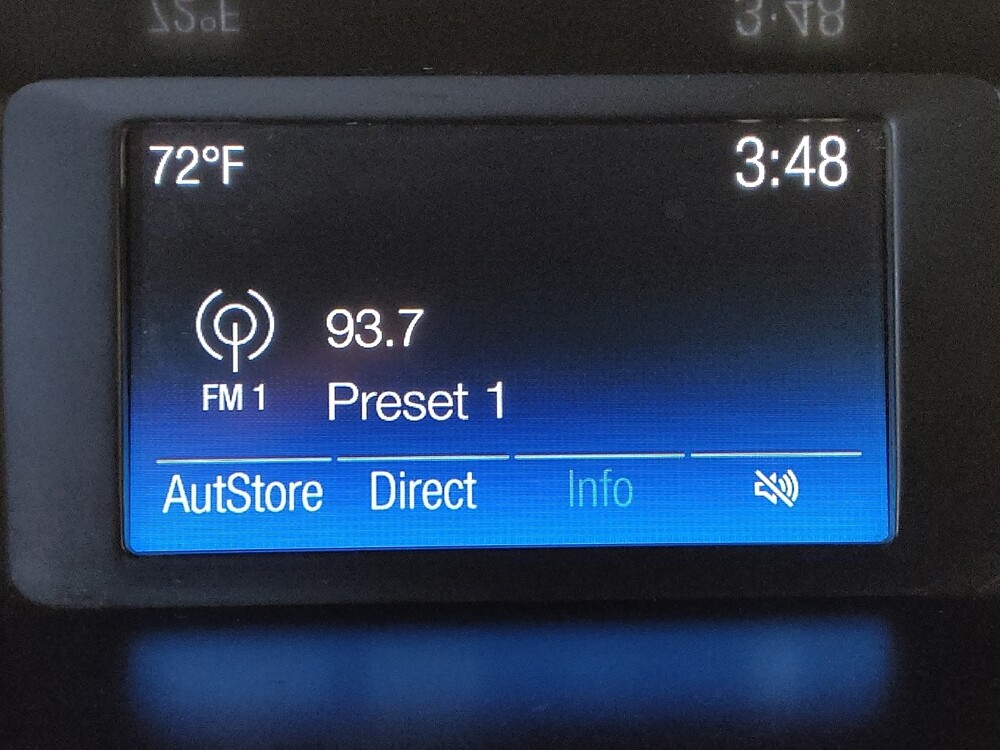 72°F 3:48
93.7
FM 1 Preset 1
AutStore Direct Info